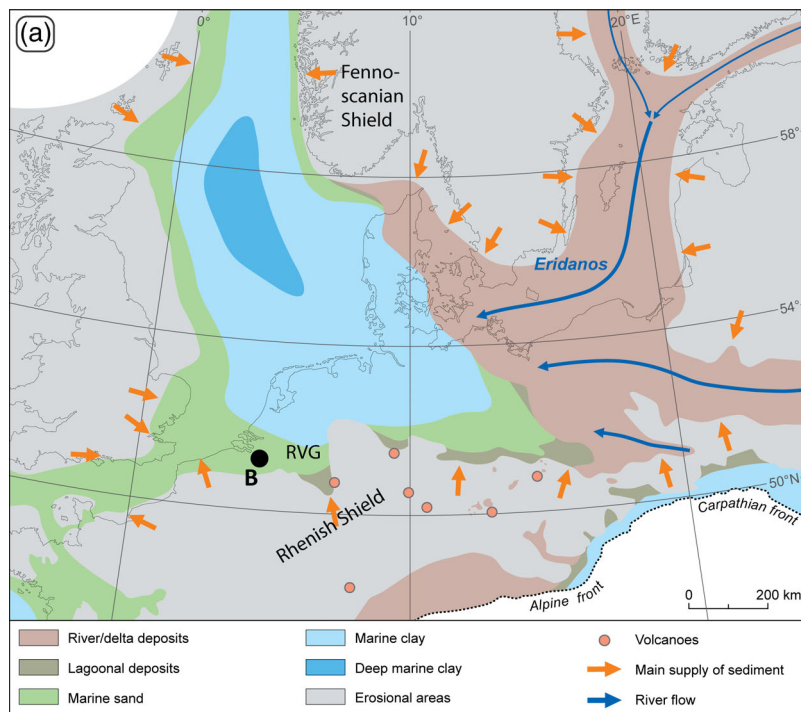 (a)
0°
10°
20°E
Fenno-
scanian
Shield
58°
Eridanos
54°
RVG
B
Rhenish Shield
50°N
Carpathian front
Alpine front
0 200 km
River/delta deposits
Lagoonal deposits
Marine sand
Marine clay
Deep marine clay
Erosional areas
Volcanoes
Main supply of sediment
River flow